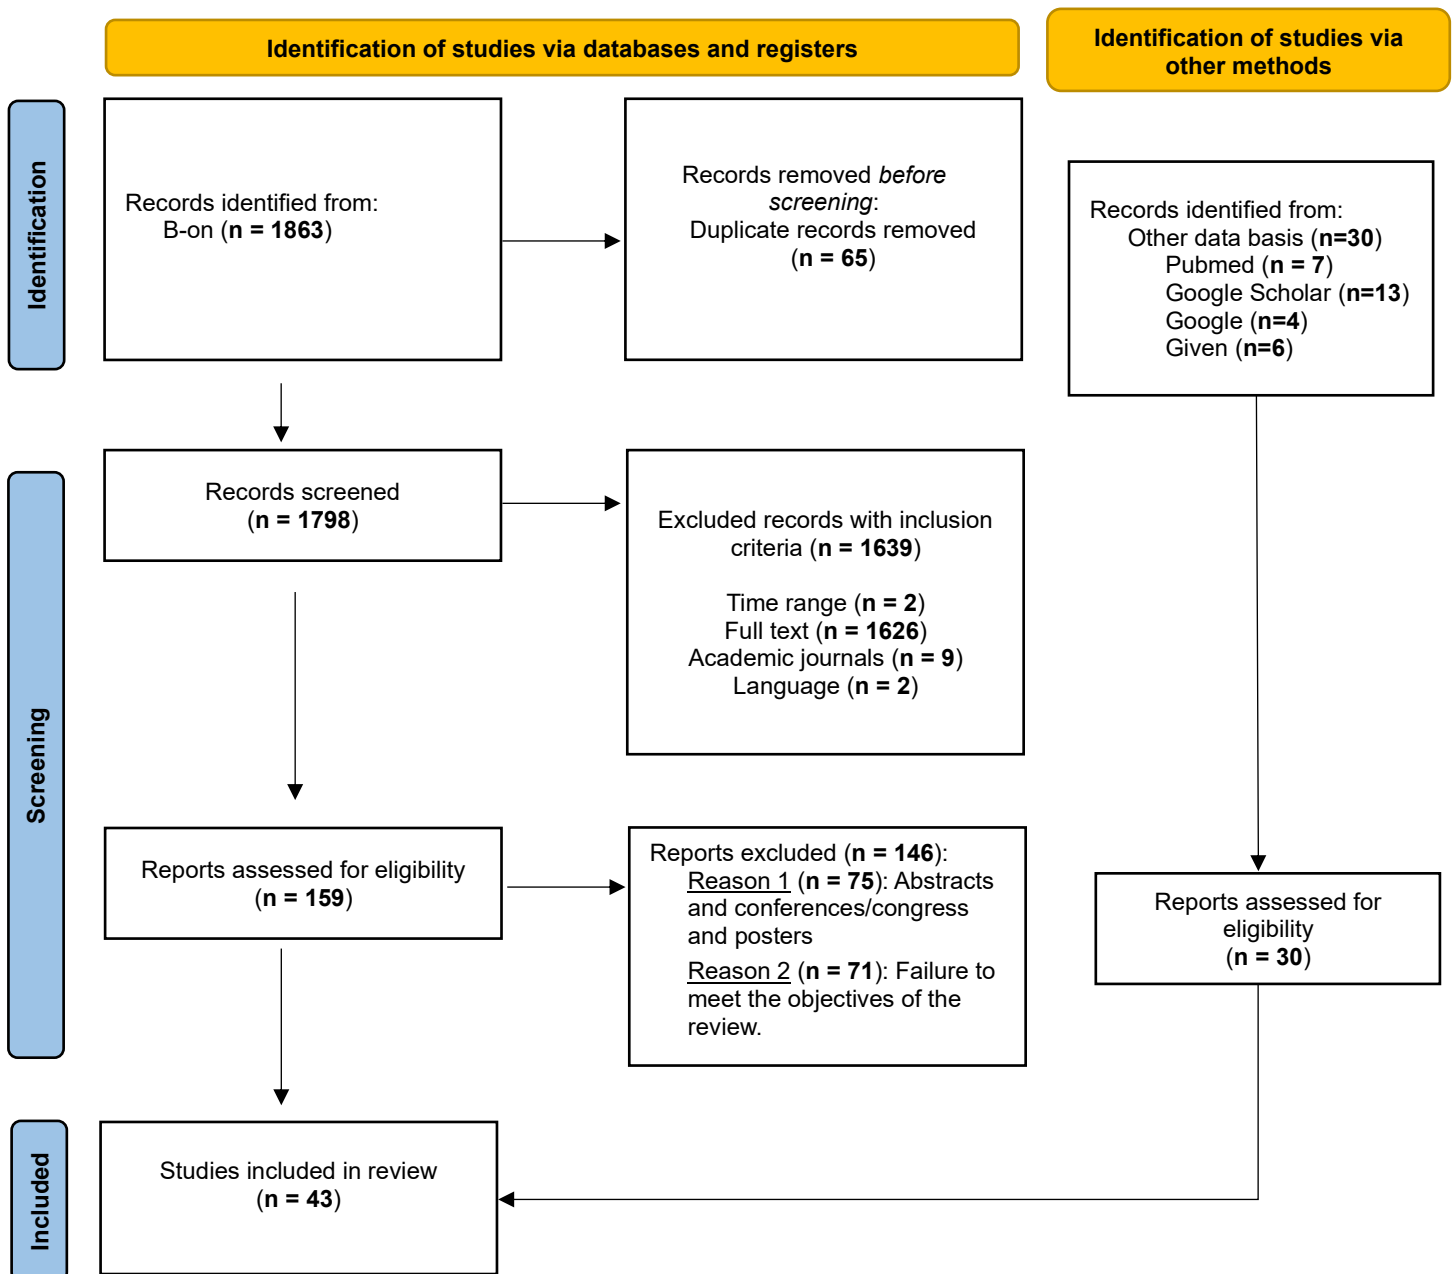 Identification of studies via databases and registers
Identification of studies via
other methods
Identification
Records identified from:
B-on (n = 1863)
Records removed before
screening:
Duplicate records removed
(n = 65)
Records identified from:
Other data basis (n=30)
Pubmed (n = 7)
Google Scholar (n=13)
Google (n=4)
Given (n=6)
Screening
Records screened
(n = 1798)
Excluded records with inclusion
criteria (n = 1639)
Time range (n = 2)
Full text (n = 1626)
Academic journals (n = 9)
Language (n = 2)
Reports assessed for eligibility
(n = 159)
Reports excluded (n = 146):
Reason 1 (n = 75): Abstracts
and conferences/congress
and posters
Reason 2 (n = 71): Failure to
meet the objectives of the
review.
Reports assessed for
eligibility
(n = 30)
Included
Studies included in review
(n = 43)